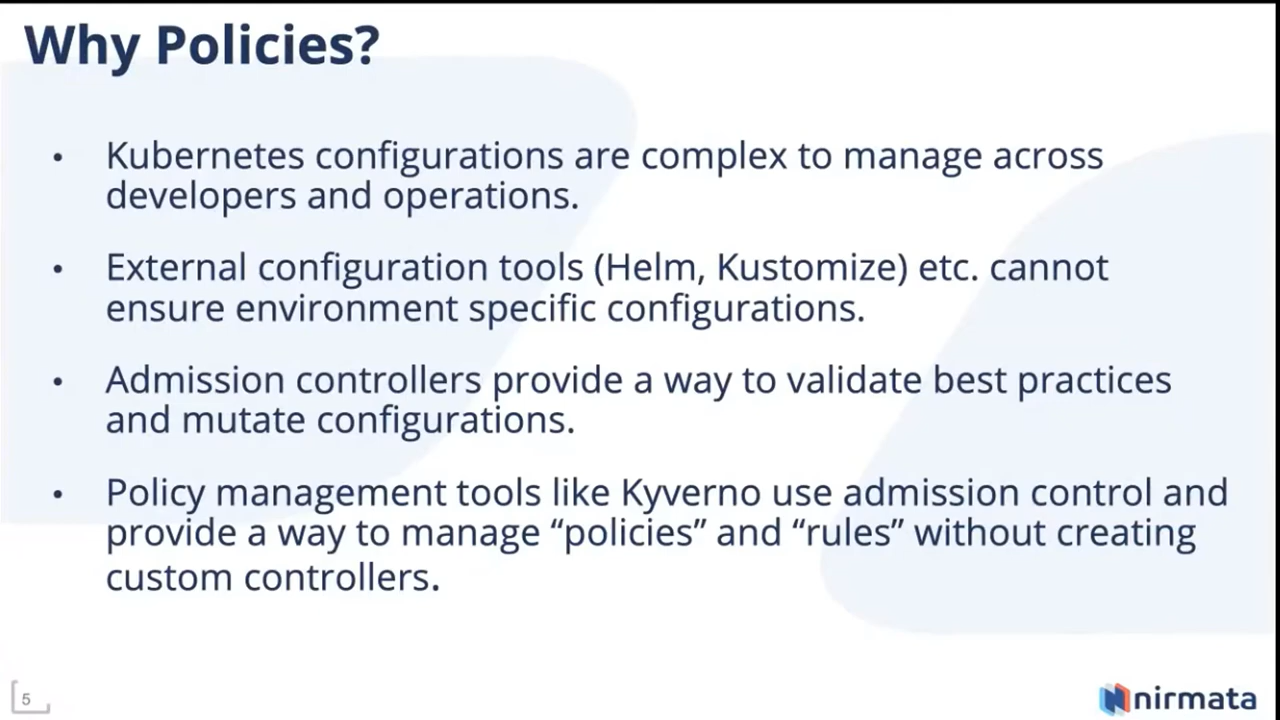 Why Policies?
• Kubernetes configurations are complex to manage across
developers and operations.
• External configuration tools (Helm, Kustomize) etc. cannot
ensure environment specific configurations.
• Admission controllers provide a way to validate best practices
and mutate configurations.
• Policy management tools like Kyverno use admission control and
provide a way to manage “policies” and “rules” without creating
custom controllers.
5
nirmata